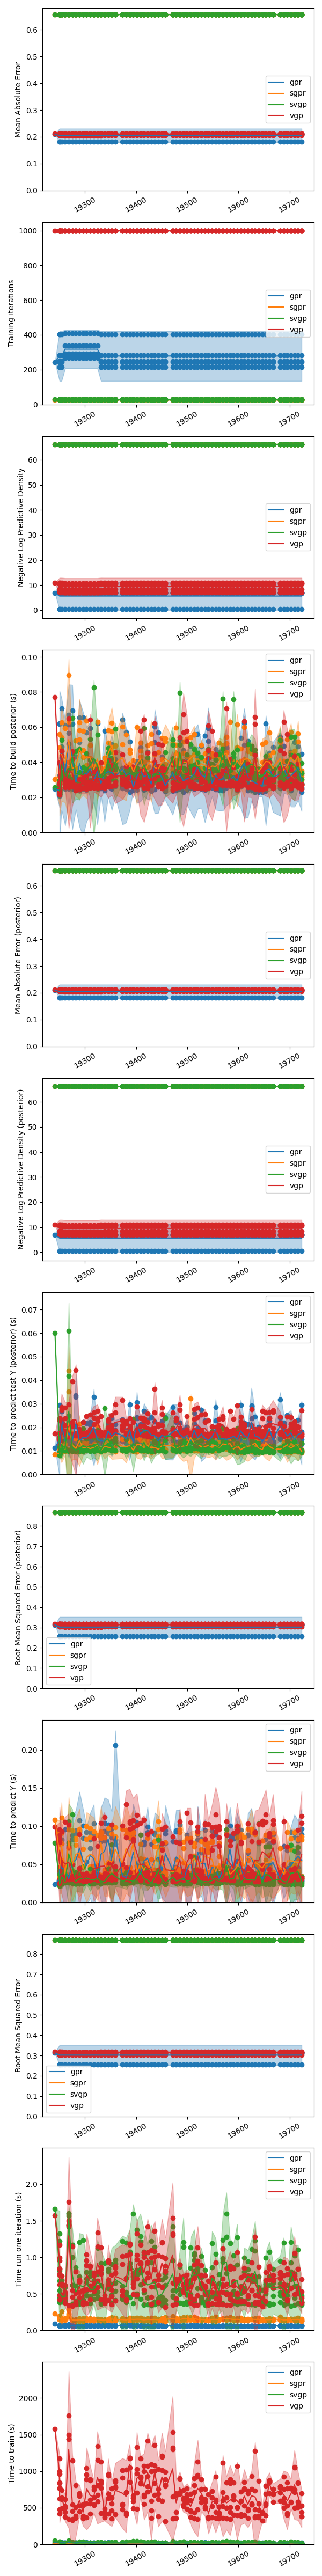 Mean Absolute Error
0.6
0.5
0.4
0.3
0.2
0.1
0.0
gpr
sgpr
svgp
vgp
19300
19400
19500
19600
19700
Training iterations
1000
800
600
400
200
0
gpr
sgpr
svgp
vgp
19300
19400
19500
19600
19700
Negative Log Predictive Density
60
50
40
30
20
10
0
gpr
sgpr
svgp
vgp
19300
19400
19500
19600
19700
Time to build posterior (s)
0.10
0.08
0.06
0.04
0.02
0.00
gpr
sgpr
svgp
vgp
19300
19400
19500
19600
19700
Mean Absolute Error (posterior)
0.6
0.5
0.4
0.3
0.2
0.1
0.0
gpr
sgpr
svgp
vgp
19300
19400
19500
19600
19700
Negative Log Predictive Density (posterior)
60
50
40
30
20
10
0
gpr
sgpr
svgp
vgp
19300
19400
19500
19600
19700
Time to predict test Y (posterior) (s)
0.07
0.06
0.05
0.04
0.03
0.02
0.01
0.00
gpr
sgpr
svgp
vgp
19300
19400
19500
19600
19700
Root Mean Squared Error (posterior)
0.8
0.7
0.6
0.5
0.4
0.3
0.2
0.1
0.0
gpr
sgpr
svgp
vgp
19300
19400
19500
19600
19700
Time to predict Y (s)
0.20
0.15
0.10
0.05
0.00
gpr
sgpr
svgp
vgp
19300
19400
19500
19600
19700
Root Mean Squared Error
0.8
0.7
0.6
0.5
0.4
0.3
0.2
0.1
0.0
gpr
sgpr
svgp
vgp
19300
19400
19500
19600
19700
Time run one iteration (s)
2.0
1.5
1.0
0.5
0.0
gpr
sgpr
svgp
vgp
19300
19400
19500
19600
19700
Time to train (s)
2000
1500
1000
500
0
gpr
sgpr
svgp
vgp
19300
19400
19500
19600
19700